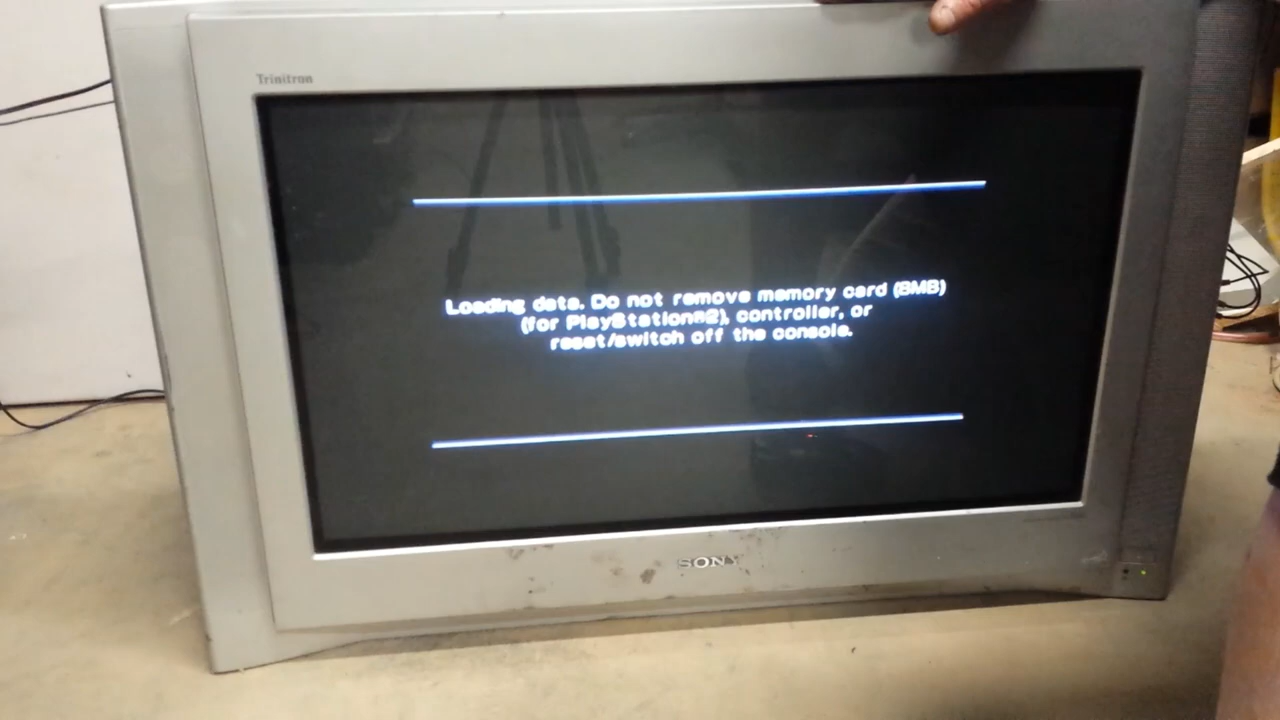 Trinitron
Loading data. Do not remove memory card (8MB)
(for PlayStation®2), controller, or
reset/switch off the console.
SONY